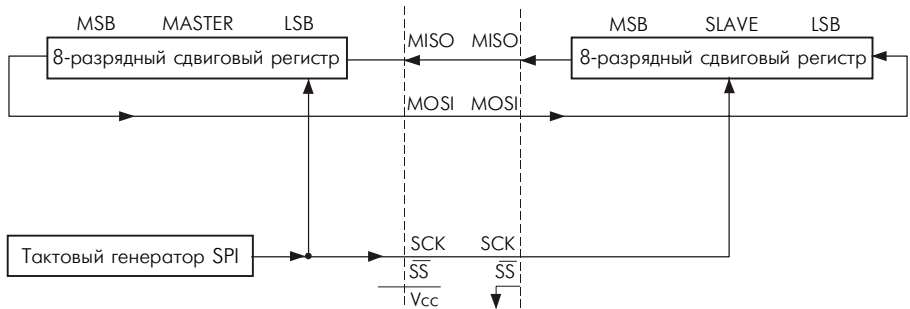 MSB MASTER LSB
MSB SLAVE LSB
8-разрядный сдвиговый регистр
MISO MISO
8-разрядный сдвиговый регистр
MOSI MOSI
Тактовый генератор SPI
SCK SCK
SS SS
Vcc